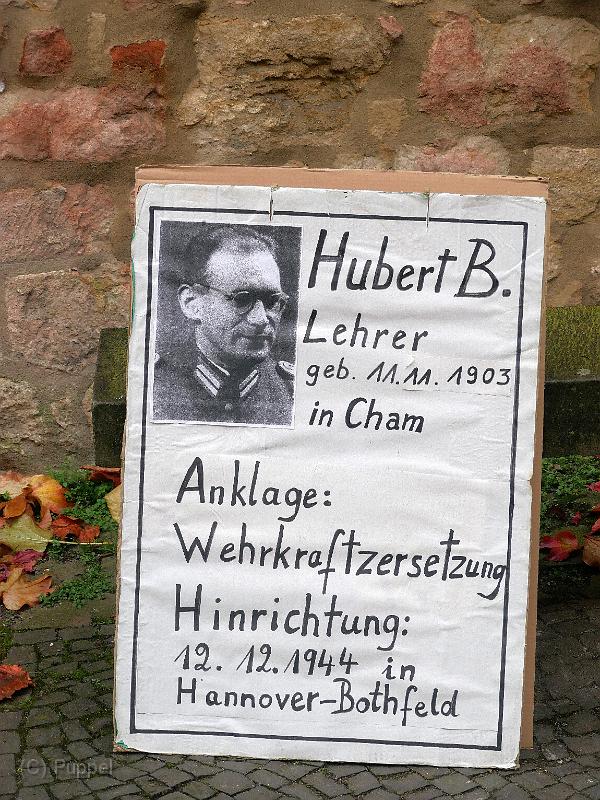 Hubert B.
Lehrer
geb. 11.11.1903
in Cham
Anklage:
Wehrkraftzersetzung
Hinrichtung:
12.12.1944 in
Hannover-Bothfeld
(C) Puppel